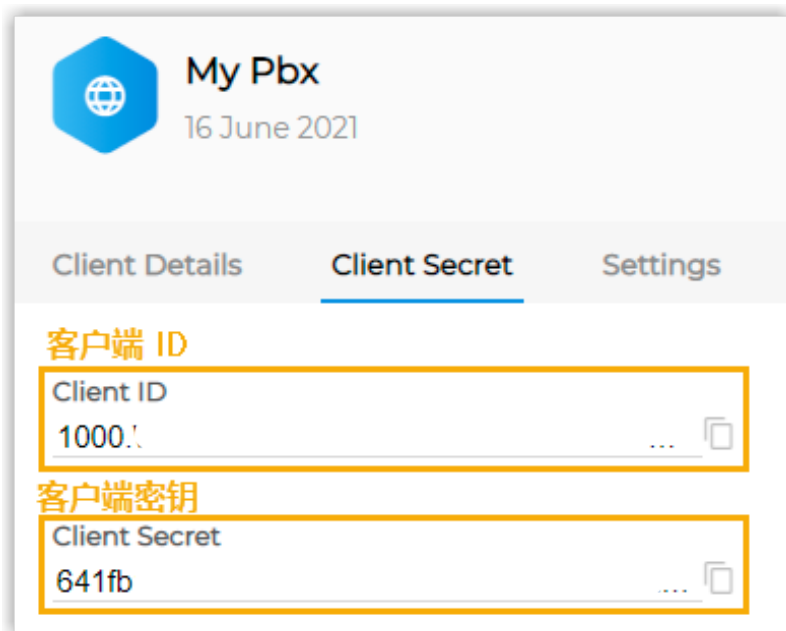 My Pbx
16 June 2021
Client Details Client Secret Settings
客户端 ID
Client ID
1000. ...
客户端密钥
Client Secret
641fb ...